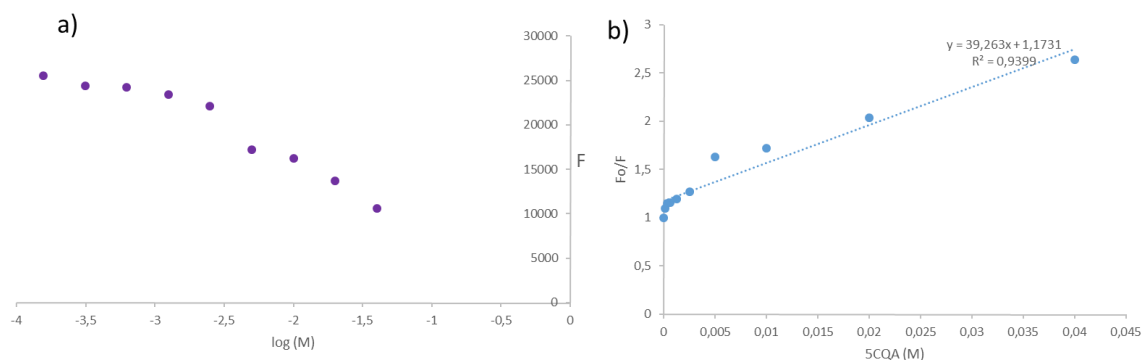 a)
30000
25000
20000
15000
10000
5000
0
F
-4 -3,5 -3 -2,5 -2 -1,5 -1 -0,5 0
log (M)
b)
y = 39,263x + 1,1731
R² = 0,9399
3
2,5
2
1,5
1
0,5
0
Fo/F
0 0,005 0,01 0,015 0,02 0,025 0,03 0,035 0,04 0,045
5CQA (M)